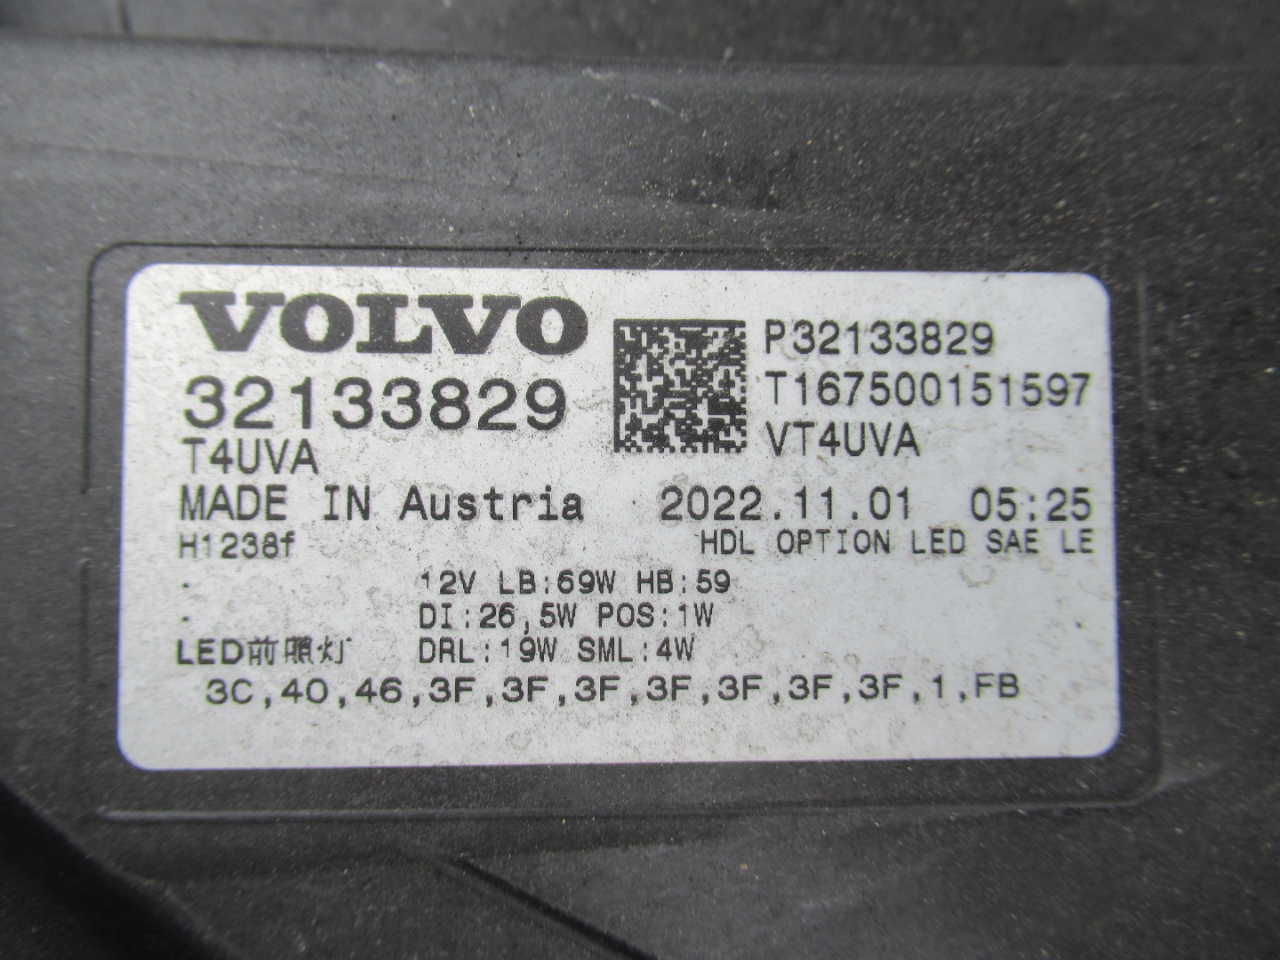 VOLVO
32133829
T4UVA
P32133829
T167500151597
VT4UVA
MADE IN Austria 2022.11.01 05:25
H1238f HDL OPTION LED SAE LE
. 12V LB:69W HB:59
. DI:26,5W POS:1W
LED前照灯 DRL:19W SML:4W
3C,40,46,3F,3F,3F,3F,3F,3F,3F,1,FB